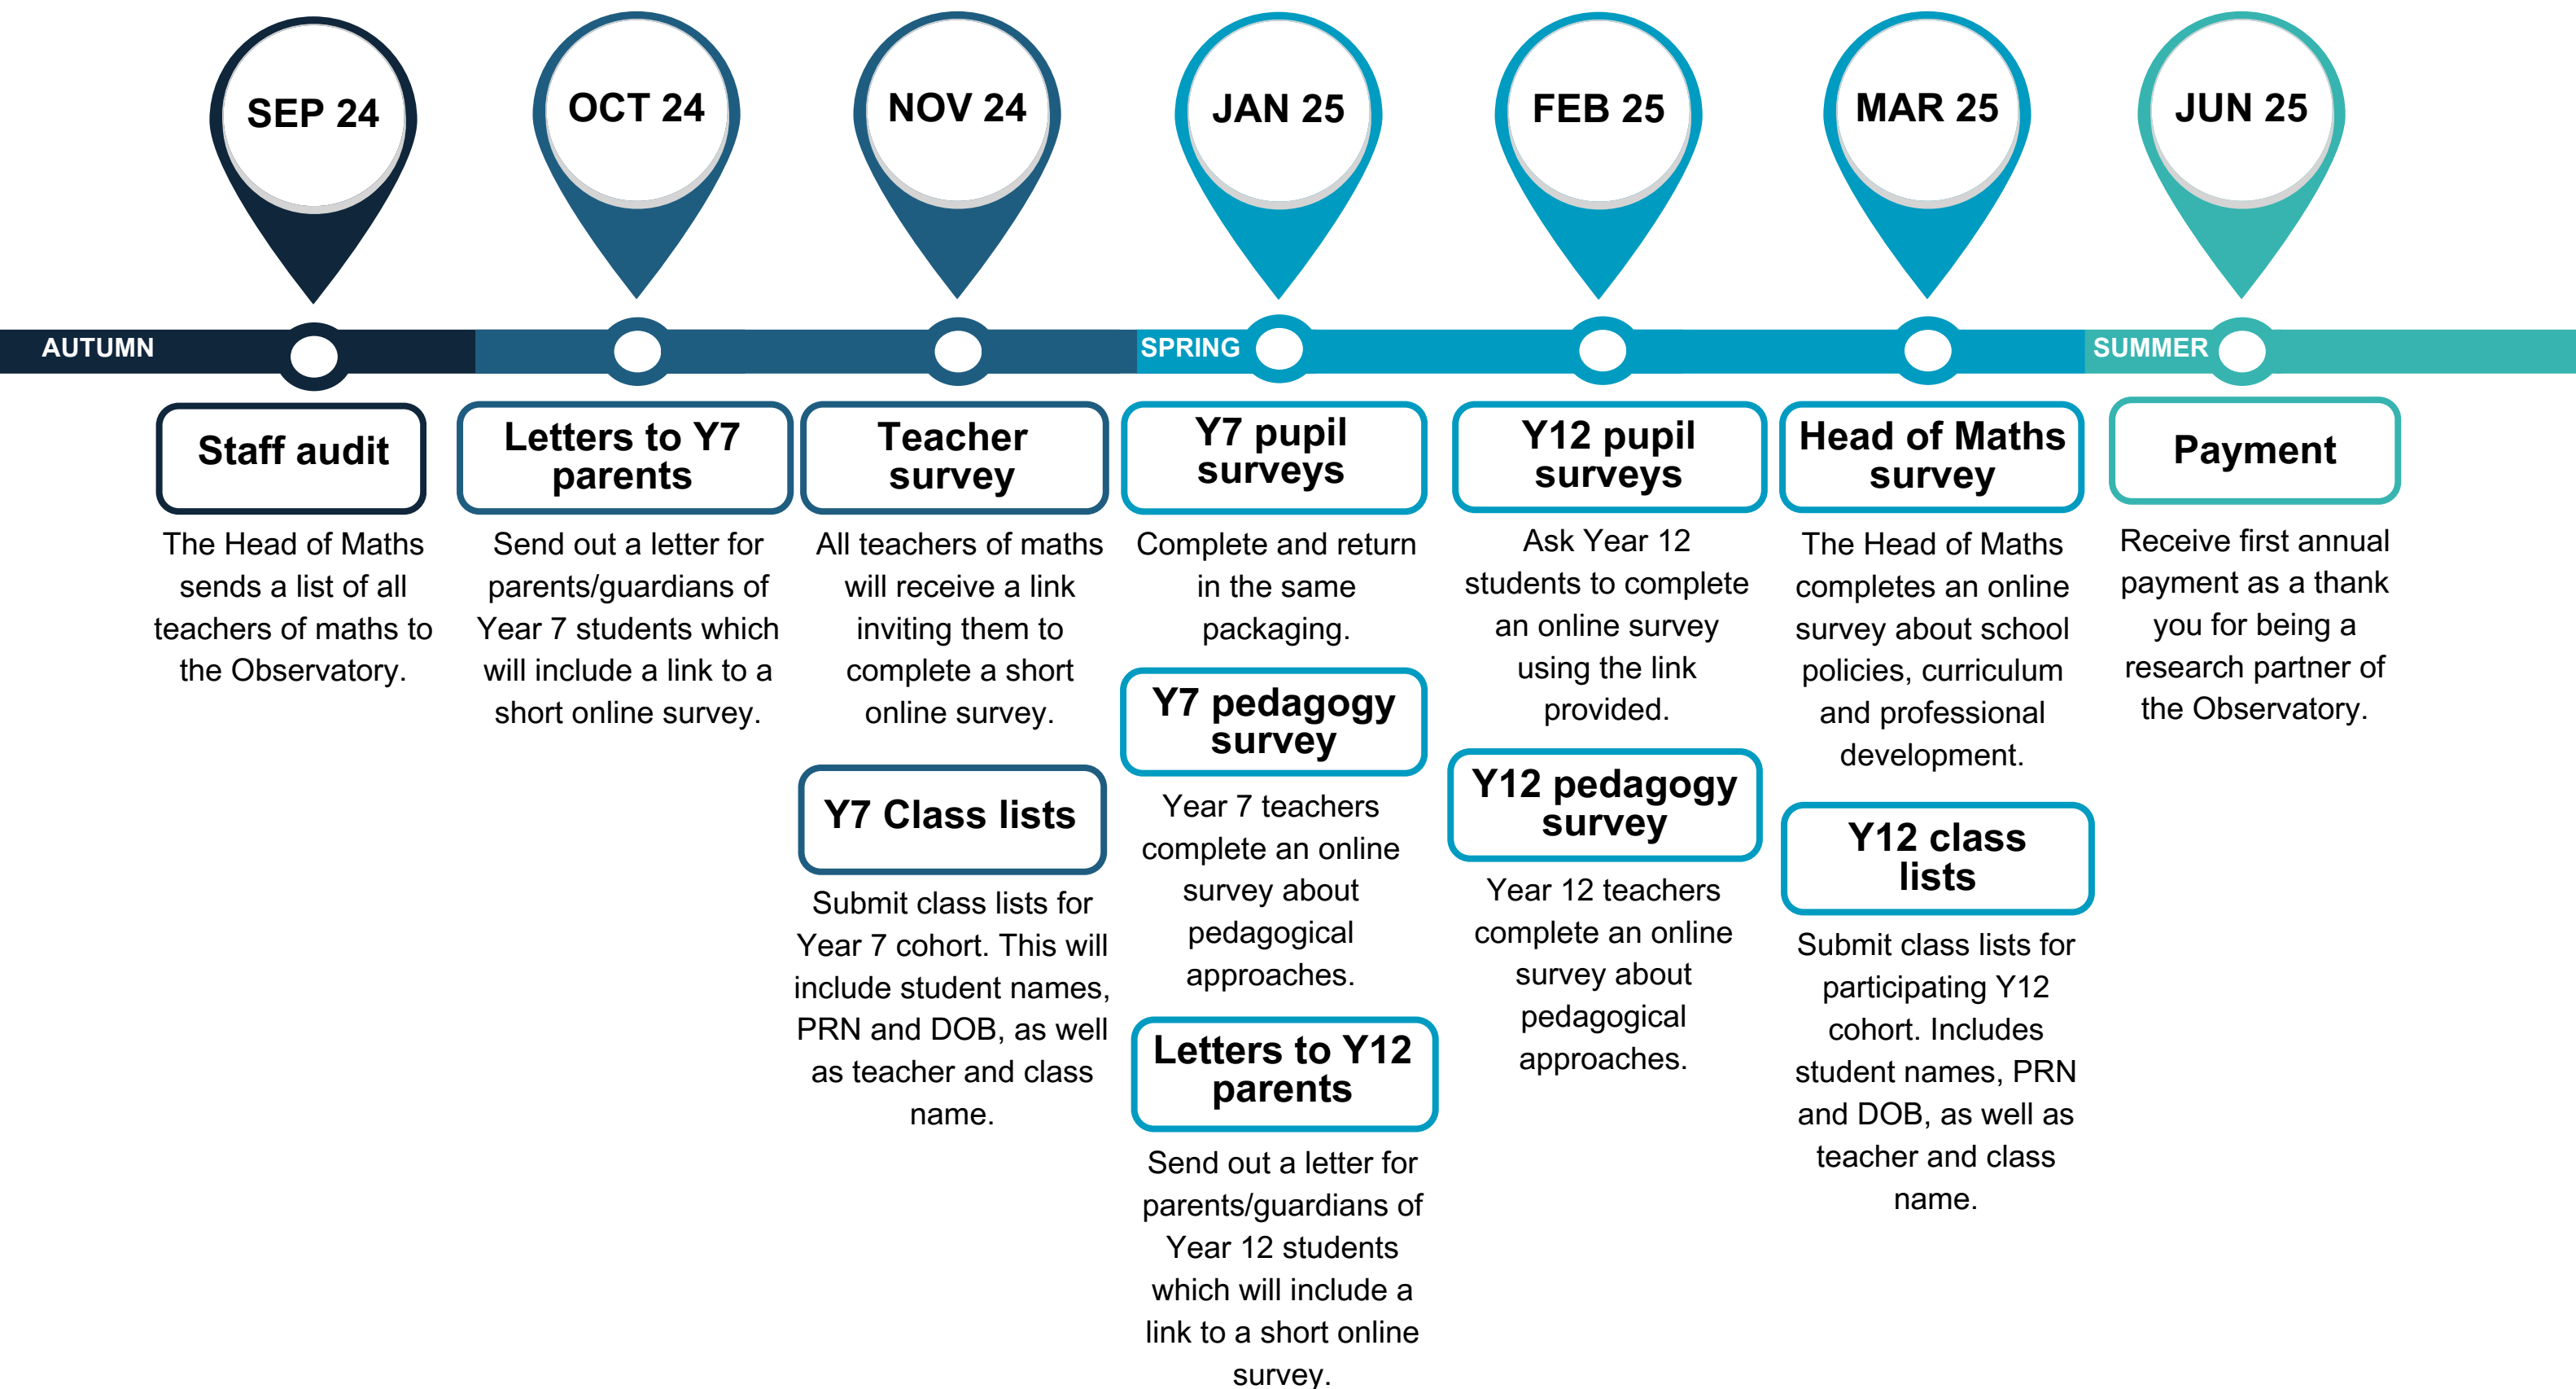 SEP 24
OCT 24
NOV 24
JAN 25
FEB 25
MAR 25
JUN 25
AUTUMN
SPRING
SUMMER
Staff audit
The Head of Maths
sends a list of all
teachers of maths to
the Observatory.
Letters to Y7
parents
Send out a letter for
parents/guardians of
Year 7 students which
will include a link to a
short online survey.
Teacher
survey
All teachers of maths
will receive a link
inviting them to
complete a short
online survey.
Y7 Class lists
Submit class lists for
Year 7 cohort. This will
include student names,
PRN and DOB, as well
as teacher and class
name.
Y7 pupil
surveys
Complete and return
in the same
packaging.
Y7 pedagogy
survey
Year 7 teachers
complete an online
survey about
pedagogical
approaches.
Letters to Y12
parents
Send out a letter for
parents/guardians of
Year 12 students
which will include a
link to a short online
survey.
Y12 pupil
surveys
Ask Year 12
students to complete
an online survey
using the link
provided.
Y12 pedagogy
survey
Year 12 teachers
complete an online
survey about
pedagogical
approaches.
Head of Maths
survey
The Head of Maths
completes an online
survey about school
policies, curriculum
and professional
development.
Y12 class
lists
Submit class lists for
participating Y12
cohort. Includes
student names, PRN
and DOB, as well as
teacher and class
name.
Payment
Receive first annual
payment as a thank
you for being a
research partner of
the Observatory.